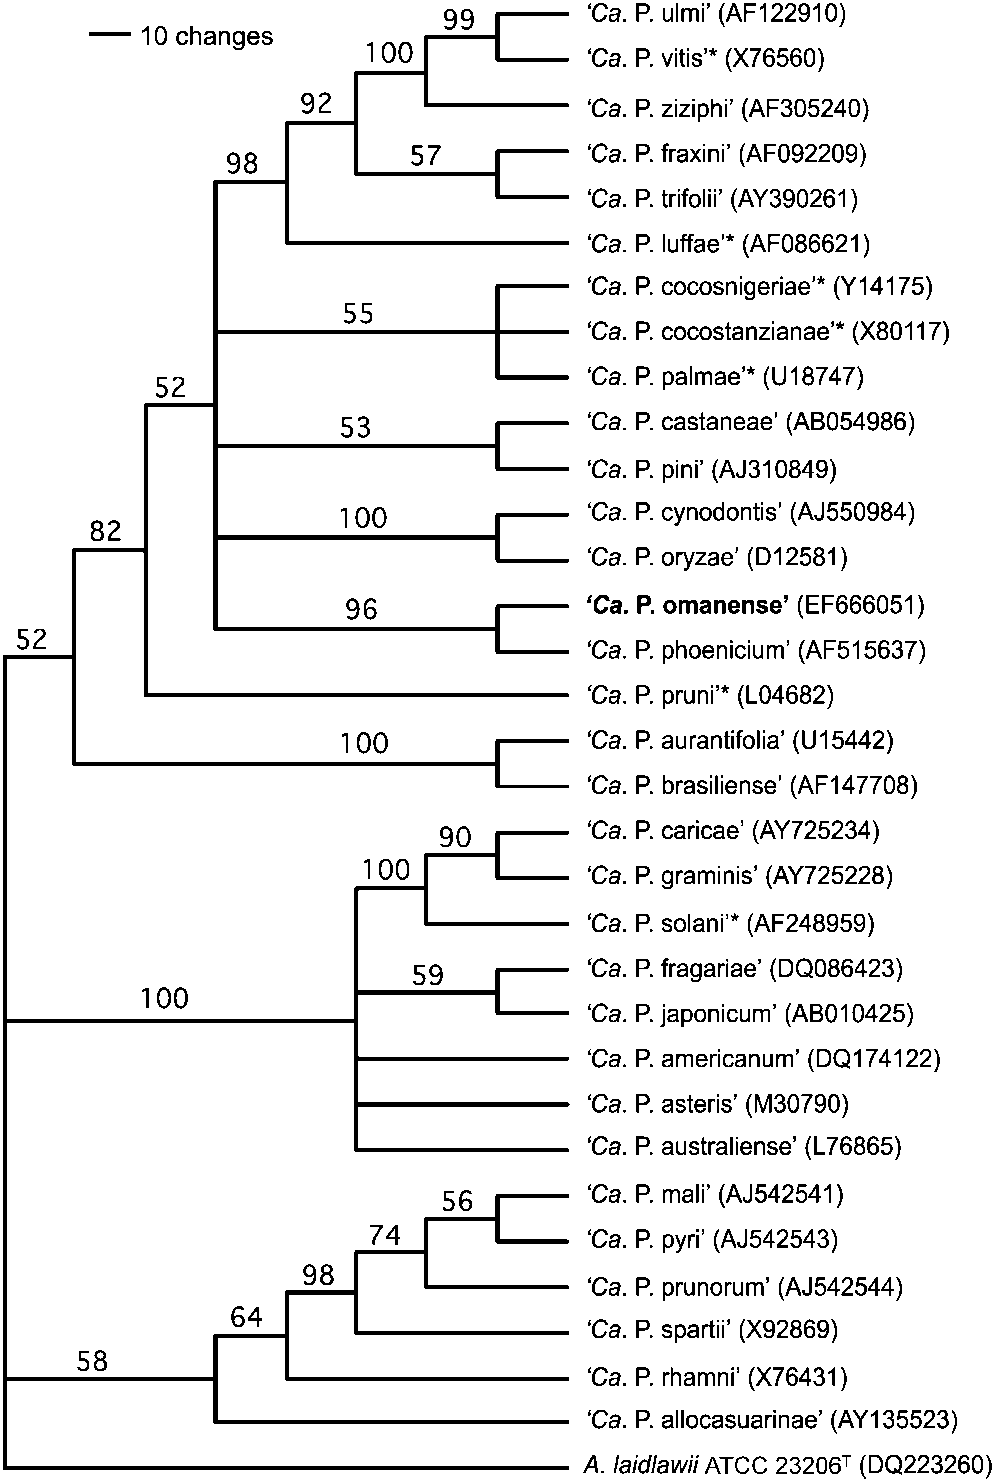 10 changes
99
'Ca. P. ulmi' (AF122910)
'Ca. P. vitis'* (X76560)
100
'Ca. P. ziziphi' (AF305240)
92
57
'Ca. P. fraxini' (AF092209)
'Ca. P. trifolii' (AY390261)
98
'Ca. P. luffae'* (AF086621)
55
'Ca. P. cocosnigeriae'* (Y14175)
'Ca. P. cocostanzianae'* (X80117)
'Ca. P. palmae'* (U18747)
52
53
'Ca. P. castaneae' (AB054986)
'Ca. P. pini' (AJ310849)
100
'Ca. P. cynodontis' (AJ550984)
'Ca. P. oryzae' (D12581)
82
96
'Ca. P. omanense' (EF666051)
'Ca. P. phoenicium' (AF515637)
52
'Ca. P. pruni'* (L04682)
100
'Ca. P. aurantifolia' (U15442)
'Ca. P. brasiliense' (AF147708)
90
'Ca. P. caricae' (AY725234)
'Ca. P. graminis' (AY725228)
100
'Ca. P. solani'* (AF248959)
59
'Ca. P. fragariae' (DQ086423)
'Ca. P. japonicum' (AB010425)
100
'Ca. P. americanum' (DQ174122)
'Ca. P. asteris' (M30790)
'Ca. P. australiense' (L76865)
56
'Ca. P. mali' (AJ542541)
'Ca. P. pyri' (AJ542543)
74
'Ca. P. prunorum' (AJ542544)
98
'Ca. P. spartii' (X92869)
64
'Ca. P. rhamni' (X76431)
58
'Ca. P. allocasuarinae' (AY135523)
A. laidlawii ATCC 23206ᵀ (DQ223260)